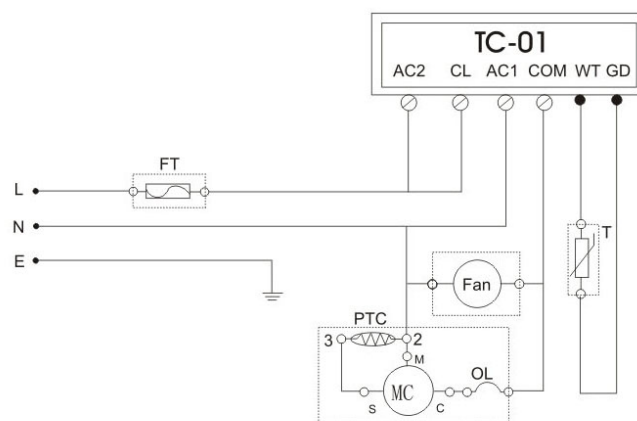 TC-01
AC2 CL AC1 COM WT GD
FT
L
N
E
T
Fan
PTC
3 2
M
MC
OL
S C